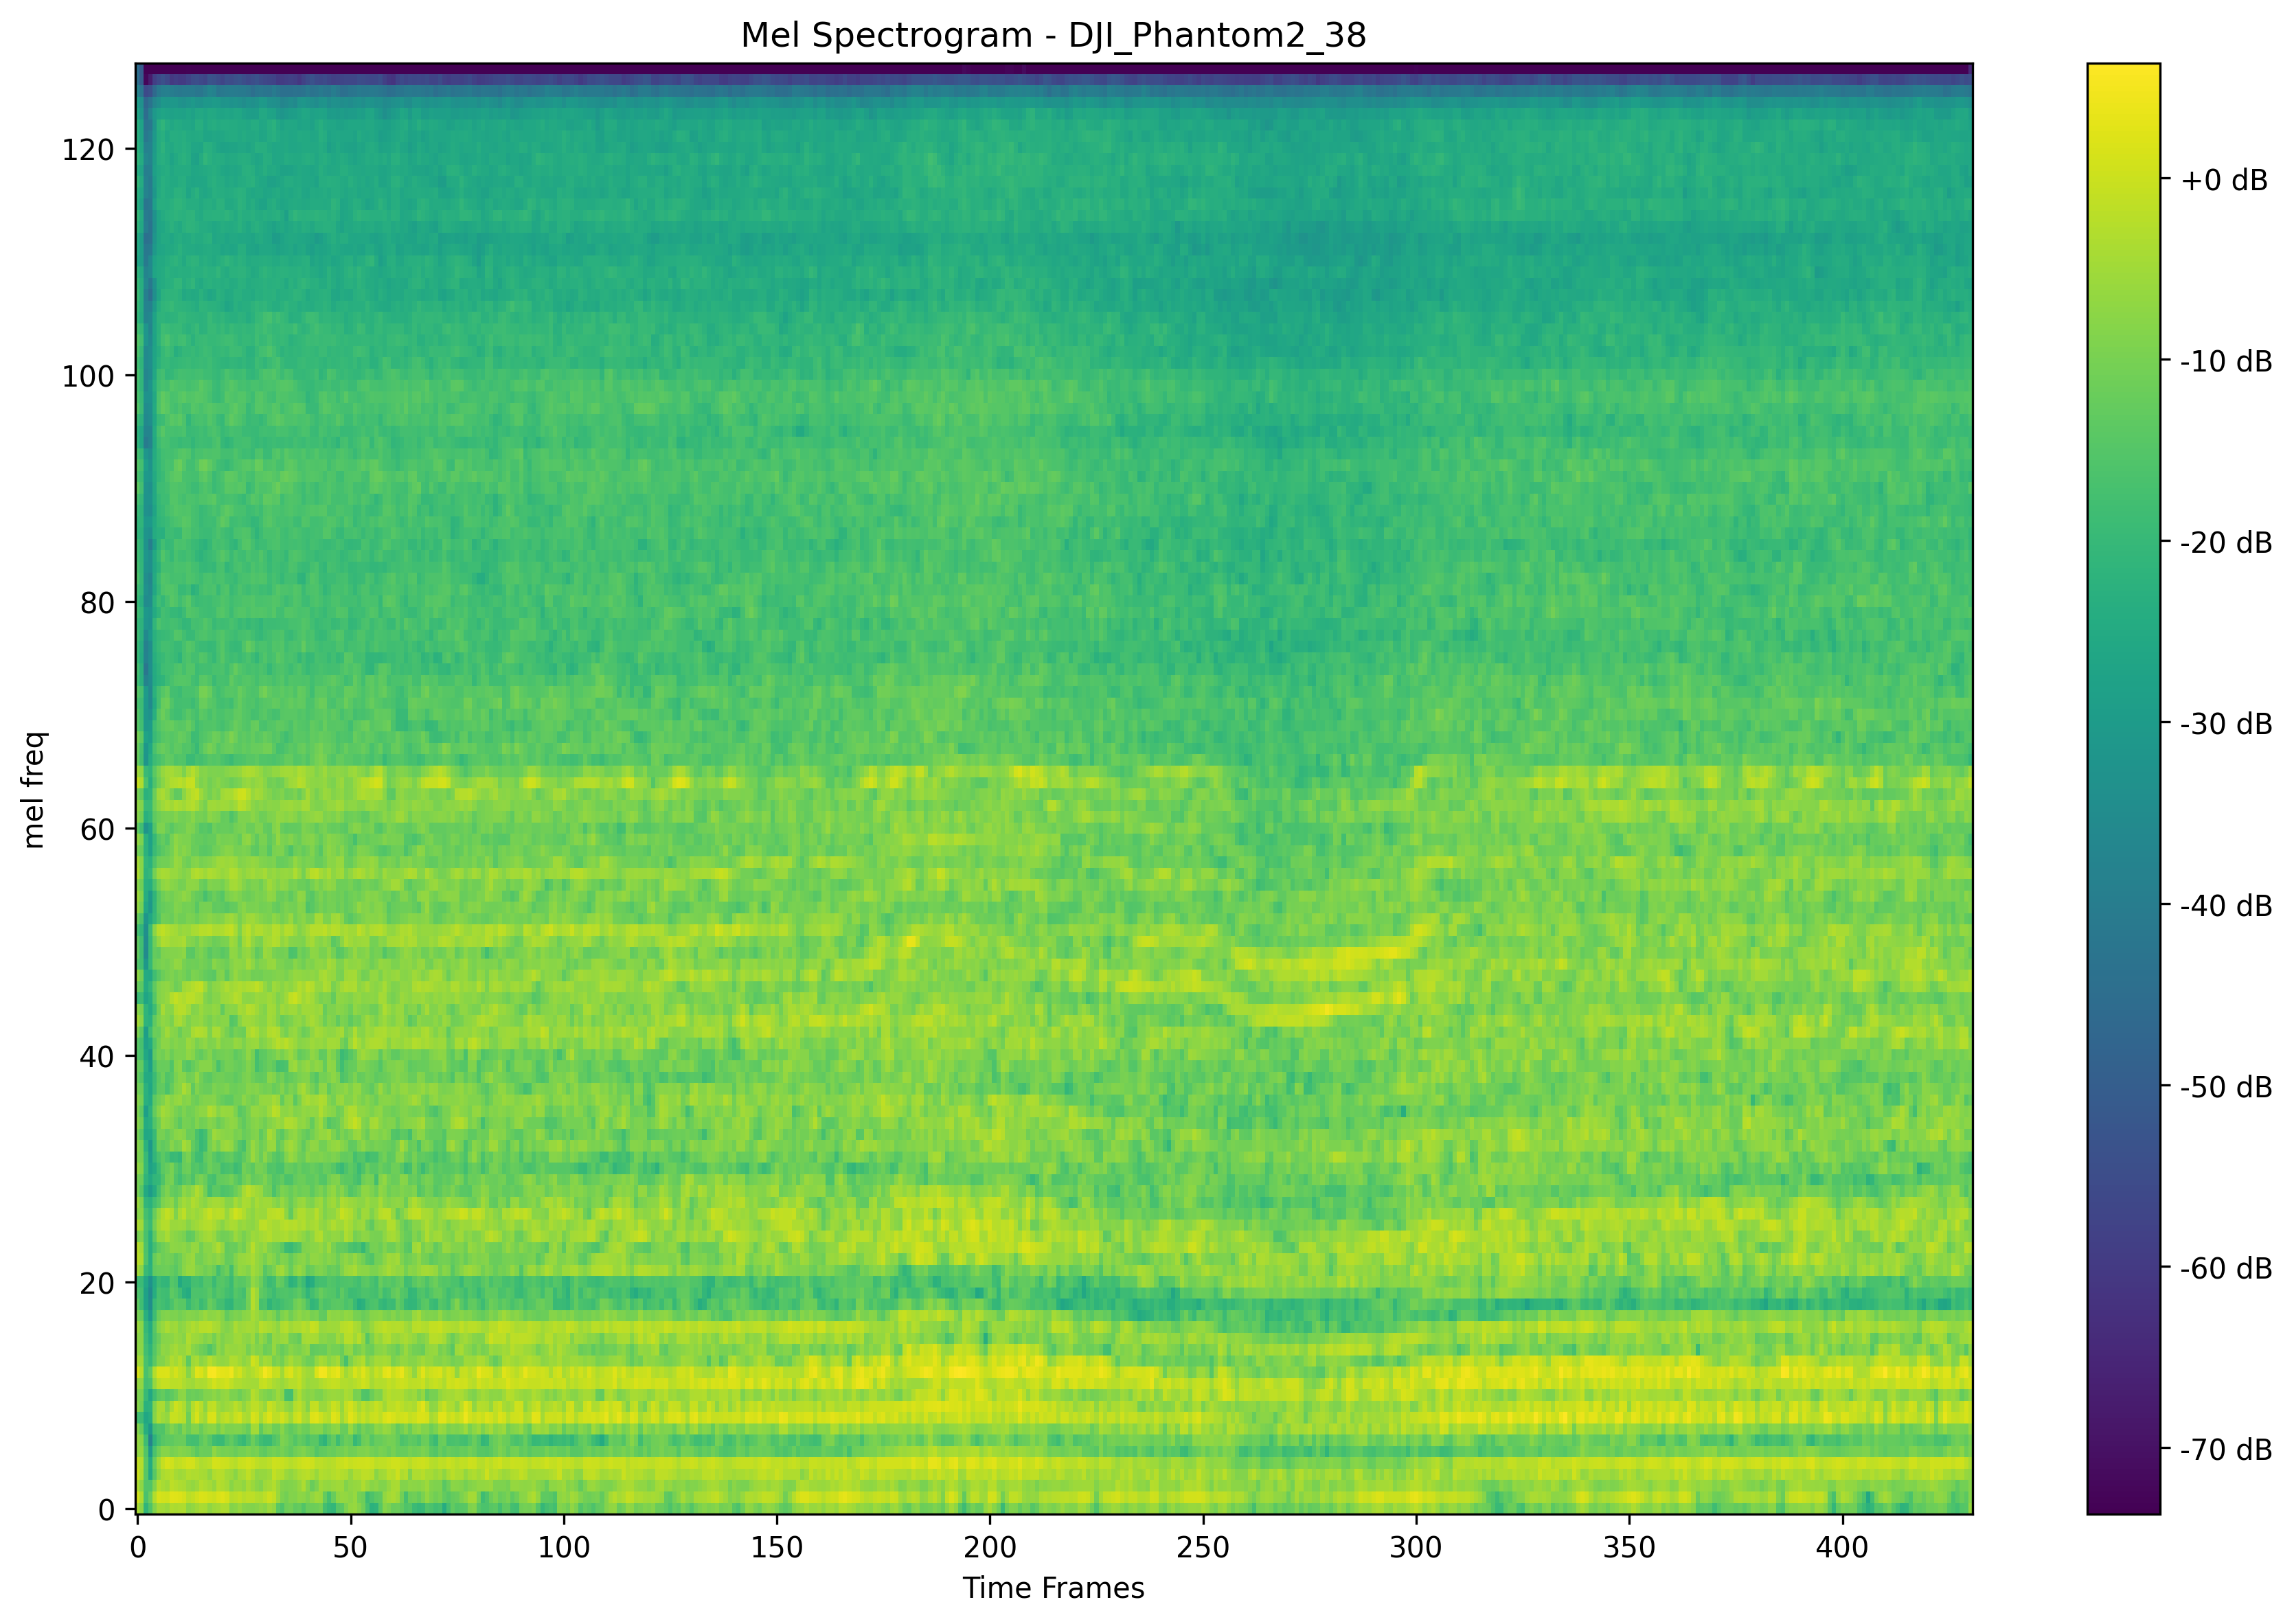 Mel Spectrogram - DJI_Phantom2_38
mel freq
120
100
80
60
40
20
0
0 50 100 150 200 250 300 350 400
Time Frames
+0 dB
-10 dB
-20 dB
-30 dB
-40 dB
-50 dB
-60 dB
-70 dB